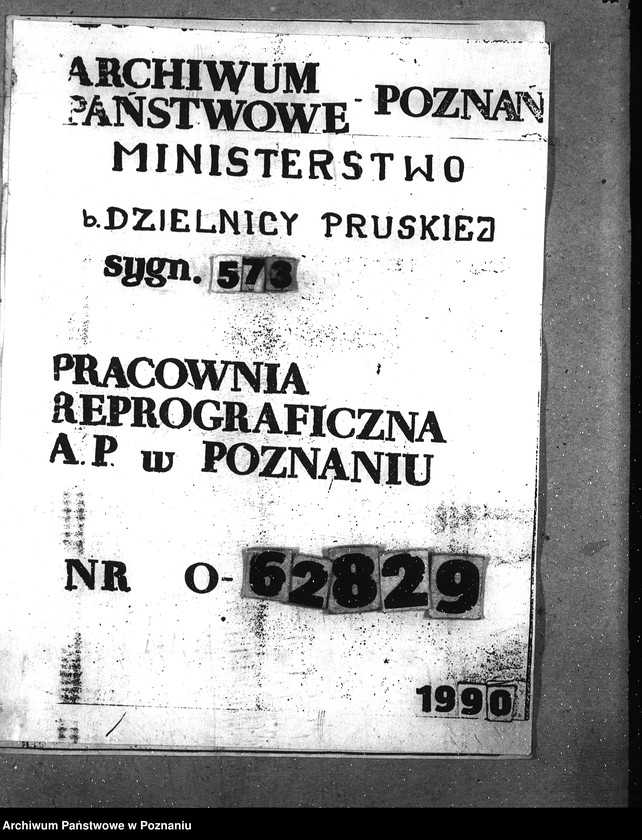 ARCHIWUM
PAŃSTWOWE - POZNAŃ
MINISTERSTWO
b. DZIELNICY PRUSKIEJ
sygn. 573
PRACOWNIA
REPROGRAFICZNA
A. P. w POZNANIU
NR O-62829
1990
Archiwum Państwowe w Poznaniu